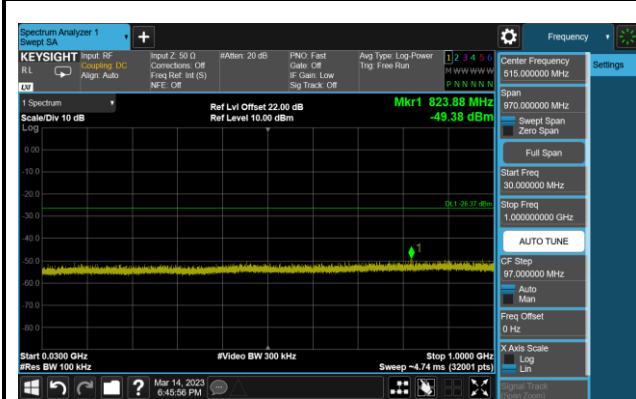 Spectrum Analyzer 1
Swept SA
Frequency
KEYSIGHT
RL
LXI
Input: RF
Coupling: DC
Align: Auto
Input Z: 50 Ω
Corrections: Off
Freq Ref: Int (S)
NFE: Off
#Atten: 20 dB
PNO: Fast
Gate: Off
IF Gain: Low
Sig Track: Off
Avg Type: Log-Power
Trig: Free Run
1 2 3 4 5 6
M W W W W W
P N N N N N
1 Spectrum
Scale/Div 10 dB
Log
Ref Lvl Offset 22.00 dB
Ref Level 10.00 dBm
Mkr1 823.88 MHz
-49.38 dBm
0.00
-10.0
-20.0
-30.0
-40.0
-50.0
-60.0
-70.0
-80.0
DL1 -26.37 dBm
1
Start 0.0300 GHz
#Res BW 100 kHz
#Video BW 300 kHz
Stop 1.0000 GHz
Sweep ~4.74 ms (32001 pts)
Mar 14, 2023
6:45:56 PM
Center Frequency
515.000000 MHz
Settings
Span
970.000000 MHz
Swept Span
Zero Span
Full Span
Start Freq
30.000000 MHz
Stop Freq
1.000000000 GHz
AUTO TUNE
CF Step
97.000000 MHz
Auto
Man
Freq Offset
0 Hz
X Axis Scale
Log
Lin
Signal Track
(Span Zoom)